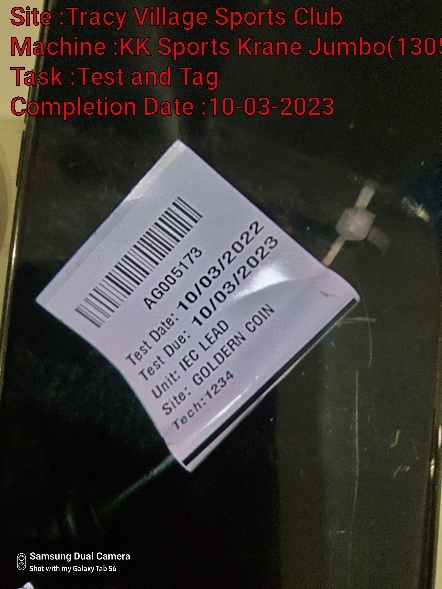 Site :Tracy Village Sports Club
Machine :KK Sports Krane Jumbo(1305
Task :Test and Tag
Completion Date :10-03-2023
AG005173
Test Date: 10/03/2022
Test Due: 10/03/2023
Unit: IEC LEAD
Site: GOLDERN COIN
Tech:1234
Samsung Dual Camera
Shot with my Galaxy Tab S6